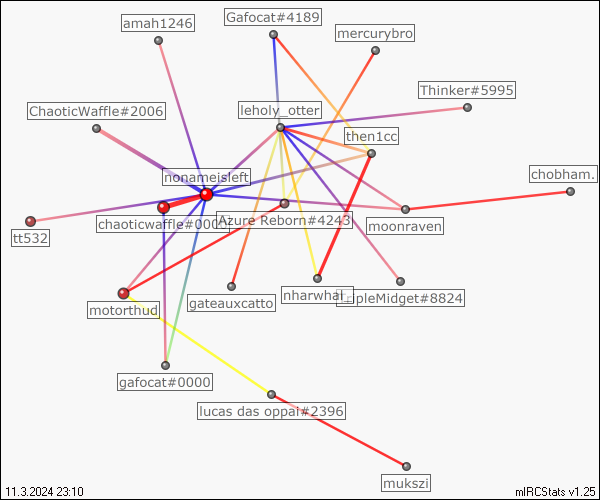 amah1246
Gafocat#4189
mercurybro
Thinker#5995
ChaoticWaffle#2006
leholy_otter
then1cc
nonameisleft
chobham.
chaoticwaffle#000
Azure Reborn#4243
moonraven
tt532
gateauxcatto
nharwhal
ipleMidget#8824
motorthud
gafocat#0000
lucas das oppai#2396
mukszi
11.3.2024 23:10
mIRCStats v1.25